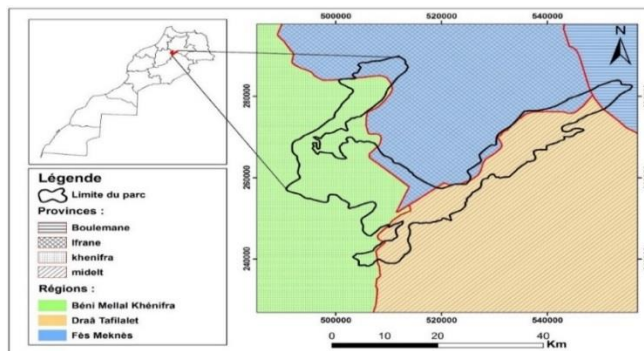 500000 520000 540000
N
280000
260000
240000
500000 520000 540000
0 10 20 40
Km
Légende
Limite du parc
Provinces :
Boulemane
Ifrane
khenifra
midelt
Régions :
Béni Mellal Khénifra
Draâ Tafilalet
Fès Meknès